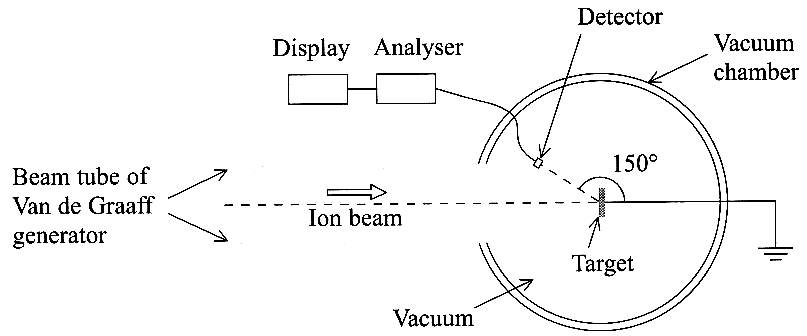 Detector
Display
Analyser
Vacuum
chamber
150°
Beam tube of
Van de Graaff
generator
Ion beam
Target
Vacuum